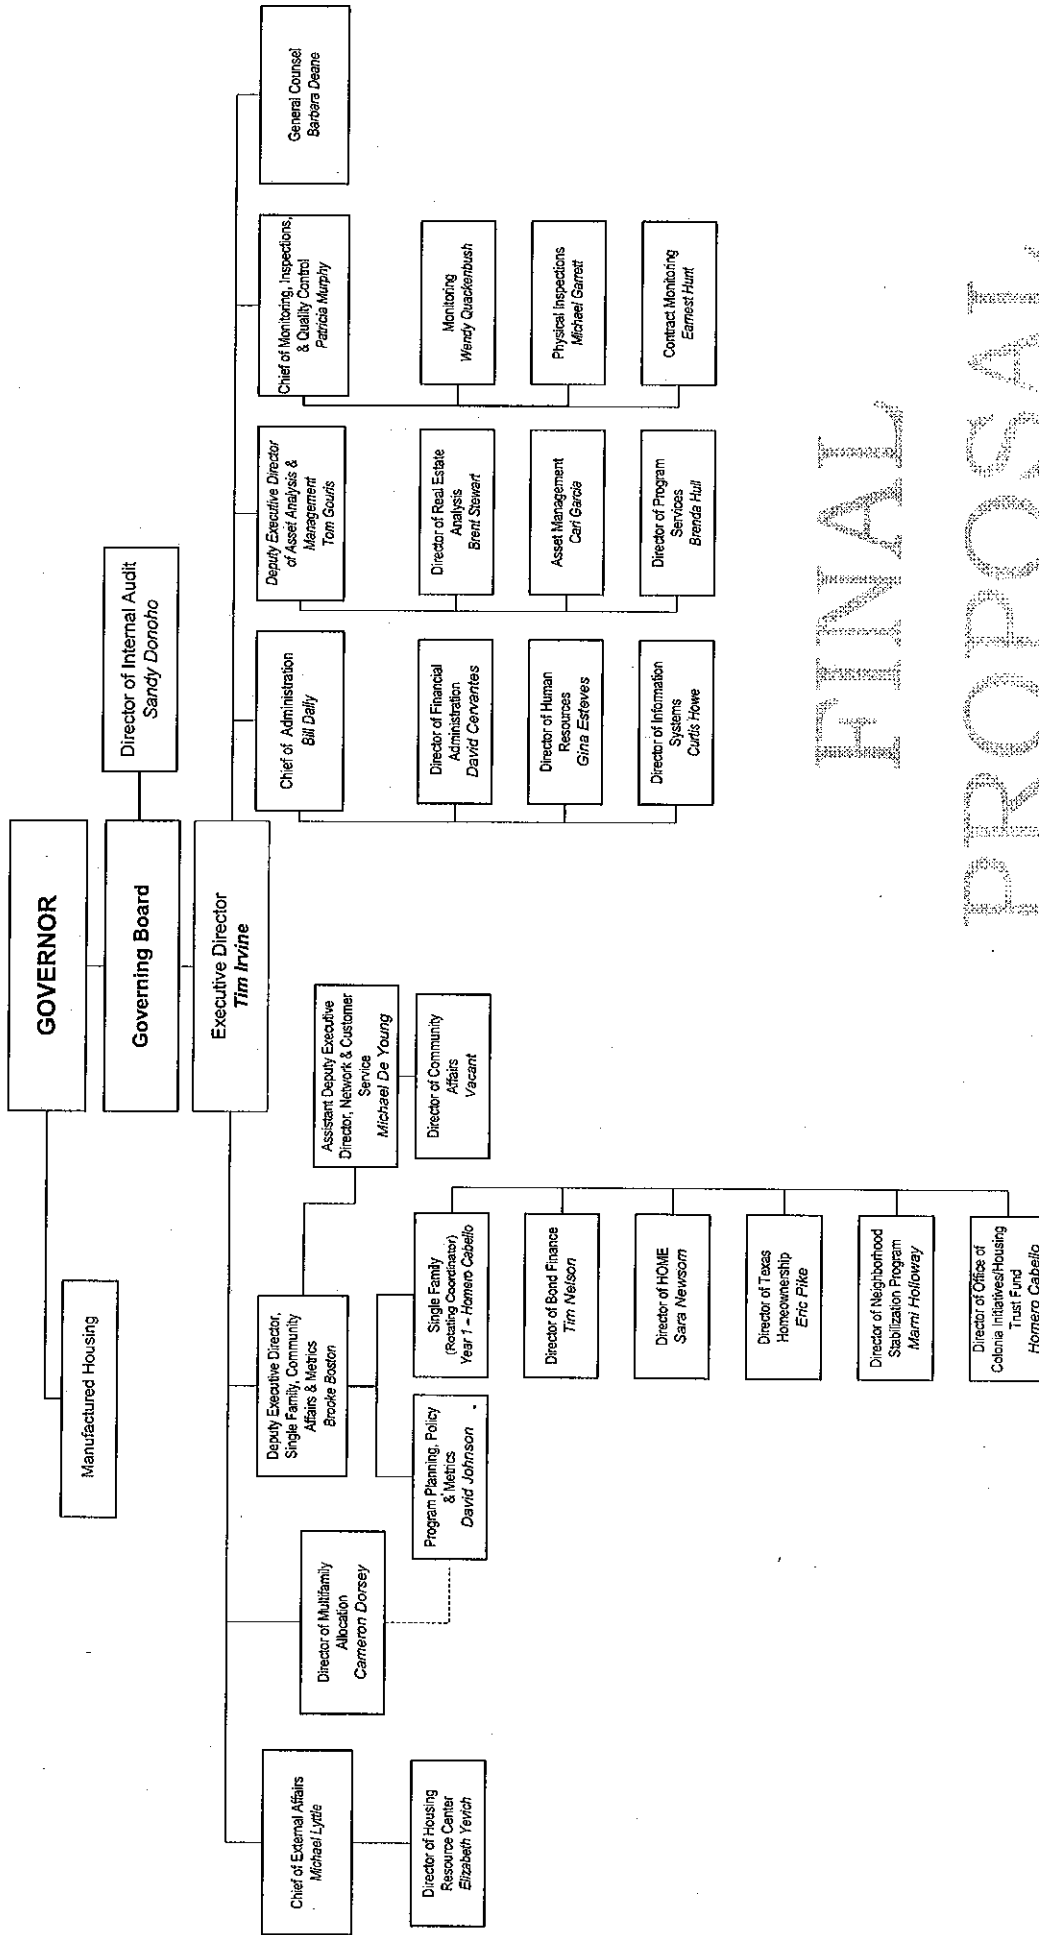 GOVERNOR
Manufactured Housing
Governing Board
Director of Internal Audit
Sandy Donoho
Executive Director
Tim Irvine
Chief of External Affairs
Michael Lyttle
Director of Housing
Resource Center
Elizabeth Yevich
Director of Multifamily
Allocation
Cameron Dorsey
Deputy Executive Director,
Single Family, Community
Affairs & Metrics
Brooke Boston
Program Planning, Policy
& Metrics
David Johnson
Single Family
(Rotating Coordinator)
Year 1 – Homero Cabello
Director of Bond Finance
Tim Nelson
Director of HOME
Sara Newsom
Director of Texas
Homeownership
Eric Pike
Director of Neighborhood
Stabilization Program
Marni Holloway
Director of Office of
Colonia Initiatives/Housing
Trust Fund
Homero Cabello
Assistant Deputy Executive
Director, Network & Customer
Service
Michael De Young
Director of Community
Affairs
Vacant
Chief of Administration
Bill Dally
Director of Financial
Administration
David Cervantes
Director of Human
Resources
Gina Esteves
Director of Information
Systems
Curtis Howe
Deputy Executive Director
of Asset Analysis &
Management
Tom Gouris
Director of Real Estate
Analysis
Brent Stewart
Asset Management
Cari Garcia
Director of Program
Services
Brenda Hull
Chief of Monitoring, Inspections,
& Quality Control
Patricia Murphy
Monitoring
Wendy Quackenbush
Physical Inspections
Michael Garrett
Contract Monitoring
Earnest Hunt
General Counsel
Barbara Deane
FINAL
PROPOSAL